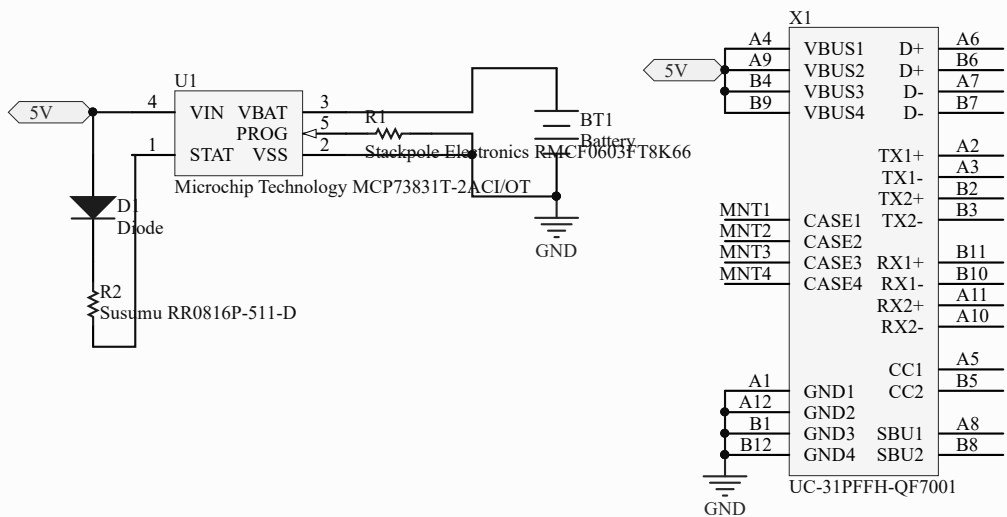 U1
5V
4
VIN
VBAT
3
PROG
5
1
STAT
VSS
2
Microchip Technology MCP73831T-2ACI/OT
R1
Stackpole Electronics RMCF0603FT8K66
BT1
Battery
GND
D1
Diode
R2
Susumu RR0816P-511-D
X1
5V
A4 VBUS1 D+ A6
A9 VBUS2 D+ B6
B4 VBUS3 D- A7
B9 VBUS4 D- B7
TX1+ A2
TX1- A3
TX2+ B2
MNT1 CASE1 TX2- B3
MNT2 CASE2
MNT3 CASE3 RX1+ B11
MNT4 CASE4 RX1- B10
RX2+ A11
RX2- A10
CC1 A5
A1 GND1 CC2 B5
A12 GND2
B1 GND3 SBU1 A8
B12 GND4 SBU2 B8
GND
UC-31PFFH-QF7001